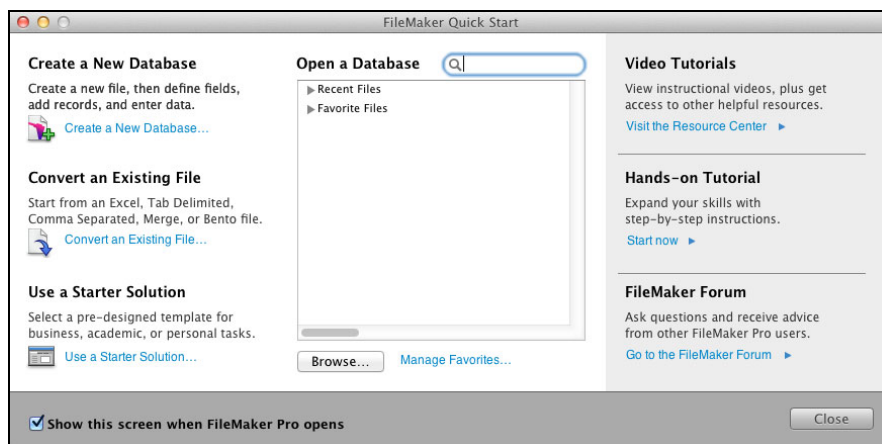 FileMaker Quick Start
Create a New Database
Create a new file, then define fields,
add records, and enter data.
Create a New Database...
Convert an Existing File
Start from an Excel, Tab Delimited,
Comma Separated, Merge, or Bento file.
Convert an Existing File...
Use a Starter Solution
Select a pre-designed template for
business, academic, or personal tasks.
Use a Starter Solution...
Open a Database
Recent Files
Favorite Files
Browse...
Manage Favorites...
Video Tutorials
View instructional videos, plus get
access to other helpful resources.
Visit the Resource Center
Hands-on Tutorial
Expand your skills with
step-by-step instructions.
Start now
FileMaker Forum
Ask questions and receive advice
from other FileMaker Pro users.
Go to the FileMaker Forum
Show this screen when FileMaker Pro opens
Close